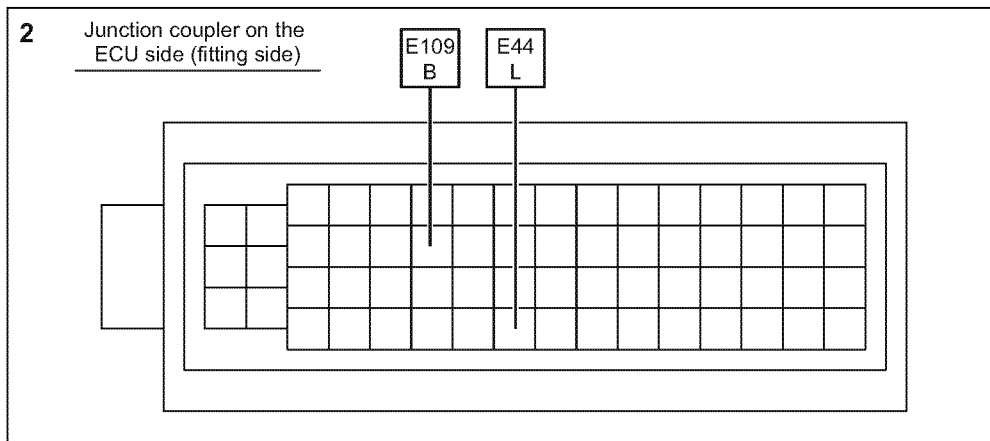 2
Junction coupler on the
ECU side (fitting side)
E109
B
E44
L